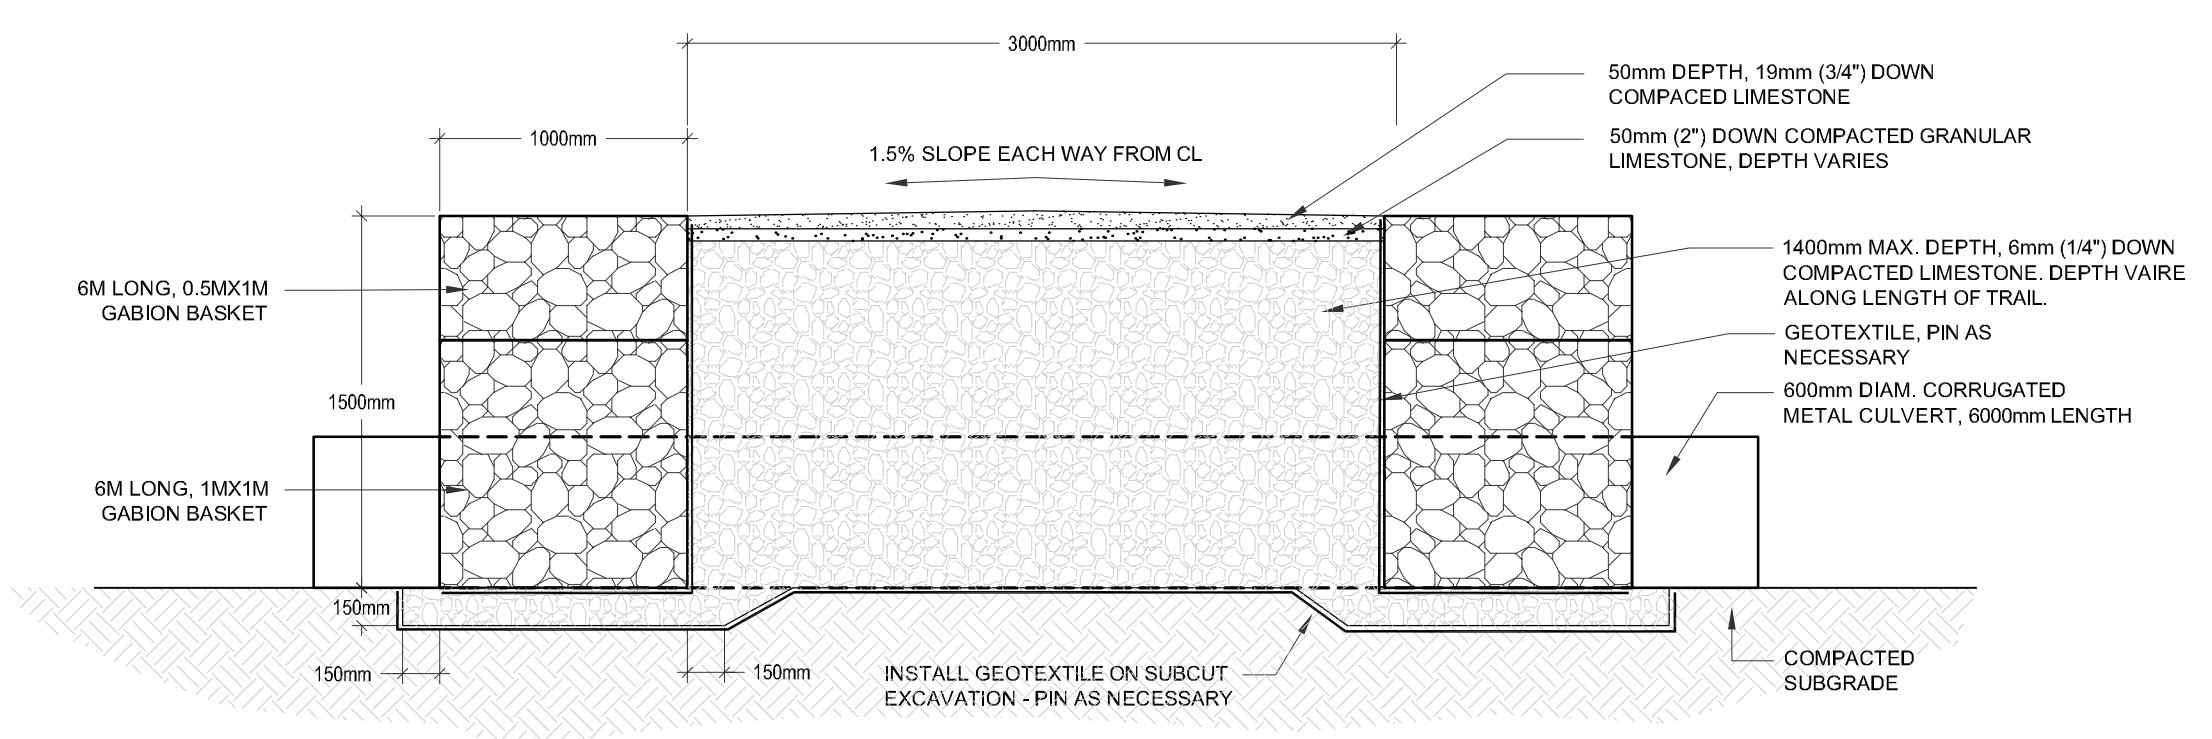 3000mm
50mm DEPTH, 19mm (3/4") DOWN
COMPACED LIMESTONE
1000mm
1.5% SLOPE EACH WAY FROM CL
50mm (2") DOWN COMPACTED GRANULAR
LIMESTONE, DEPTH VARIES
1400mm MAX. DEPTH, 6mm (1/4") DOWN
COMPACTED LIMESTONE. DEPTH VAIRE
ALONG LENGTH OF TRAIL.
6M LONG, 0.5MX1M
GABION BASKET
GEOTEXTILE, PIN AS
NECESSARY
1500mm
600mm DIAM. CORRUGATED
METAL CULVERT, 6000mm LENGTH
6M LONG, 1MX1M
GABION BASKET
150mm
150mm
150mm
INSTALL GEOTEXTILE ON SUBCUT
EXCAVATION - PIN AS NECESSARY
COMPACTED
SUBGRADE